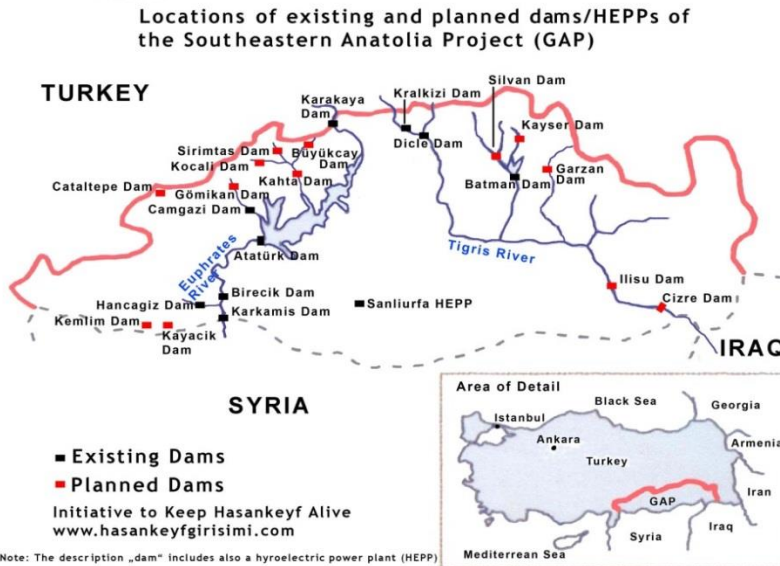 Locations of existing and planned dams/HEPPs of
the Southeastern Anatolia Project (GAP)
TURKEY
Karakaya
Dam
Kralkizi Dam
Silvan Dam
Kayser Dam
Dicle Dam
Sirimtas Dam
Büyükcay
Dam
Kocali Dam
Kahta Dam
Batman Dam
Garzan
Dam
Cataltepe Dam
Gömikan Dam
Camgazi Dam
Euphrates
River
Atatürk Dam
Tigris River
Birecik Dam
Hancagiz Dam
Karkamis Dam
Sanliurfa HEPP
Ilisu Dam
Cizre Dam
Kemlim Dam
Kayacik
Dam
IRAQ
SYRIA
Existing Dams
Planned Dams
Initiative to Keep Hasankeyf Alive
www.hasankeyfgirisimi.com
Note: The description „dam“ includes also a hyroelectric power plant (HEPP)
Area of Detail
Black Sea
Georgia
Istanbul
Ankara
Armenia
Turkey
Iran
GAP
Syria
Iraq
Mediterrean Sea